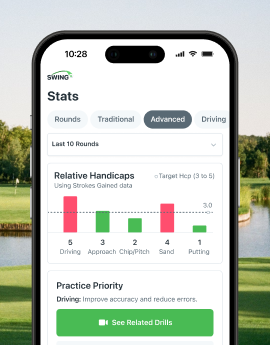 10:28
SWING
Stats
Rounds Traditional Advanced Driving
Last 10 Rounds
Relative Handicaps
Target Hcp (3 to 5)
Using Strokes Gained data
3.0
5 3 2 4 1
Driving Approach Chip/Pitch Sand Putting
Practice Priority
Driving: Improve accuracy and reduce errors.
See Related Drills